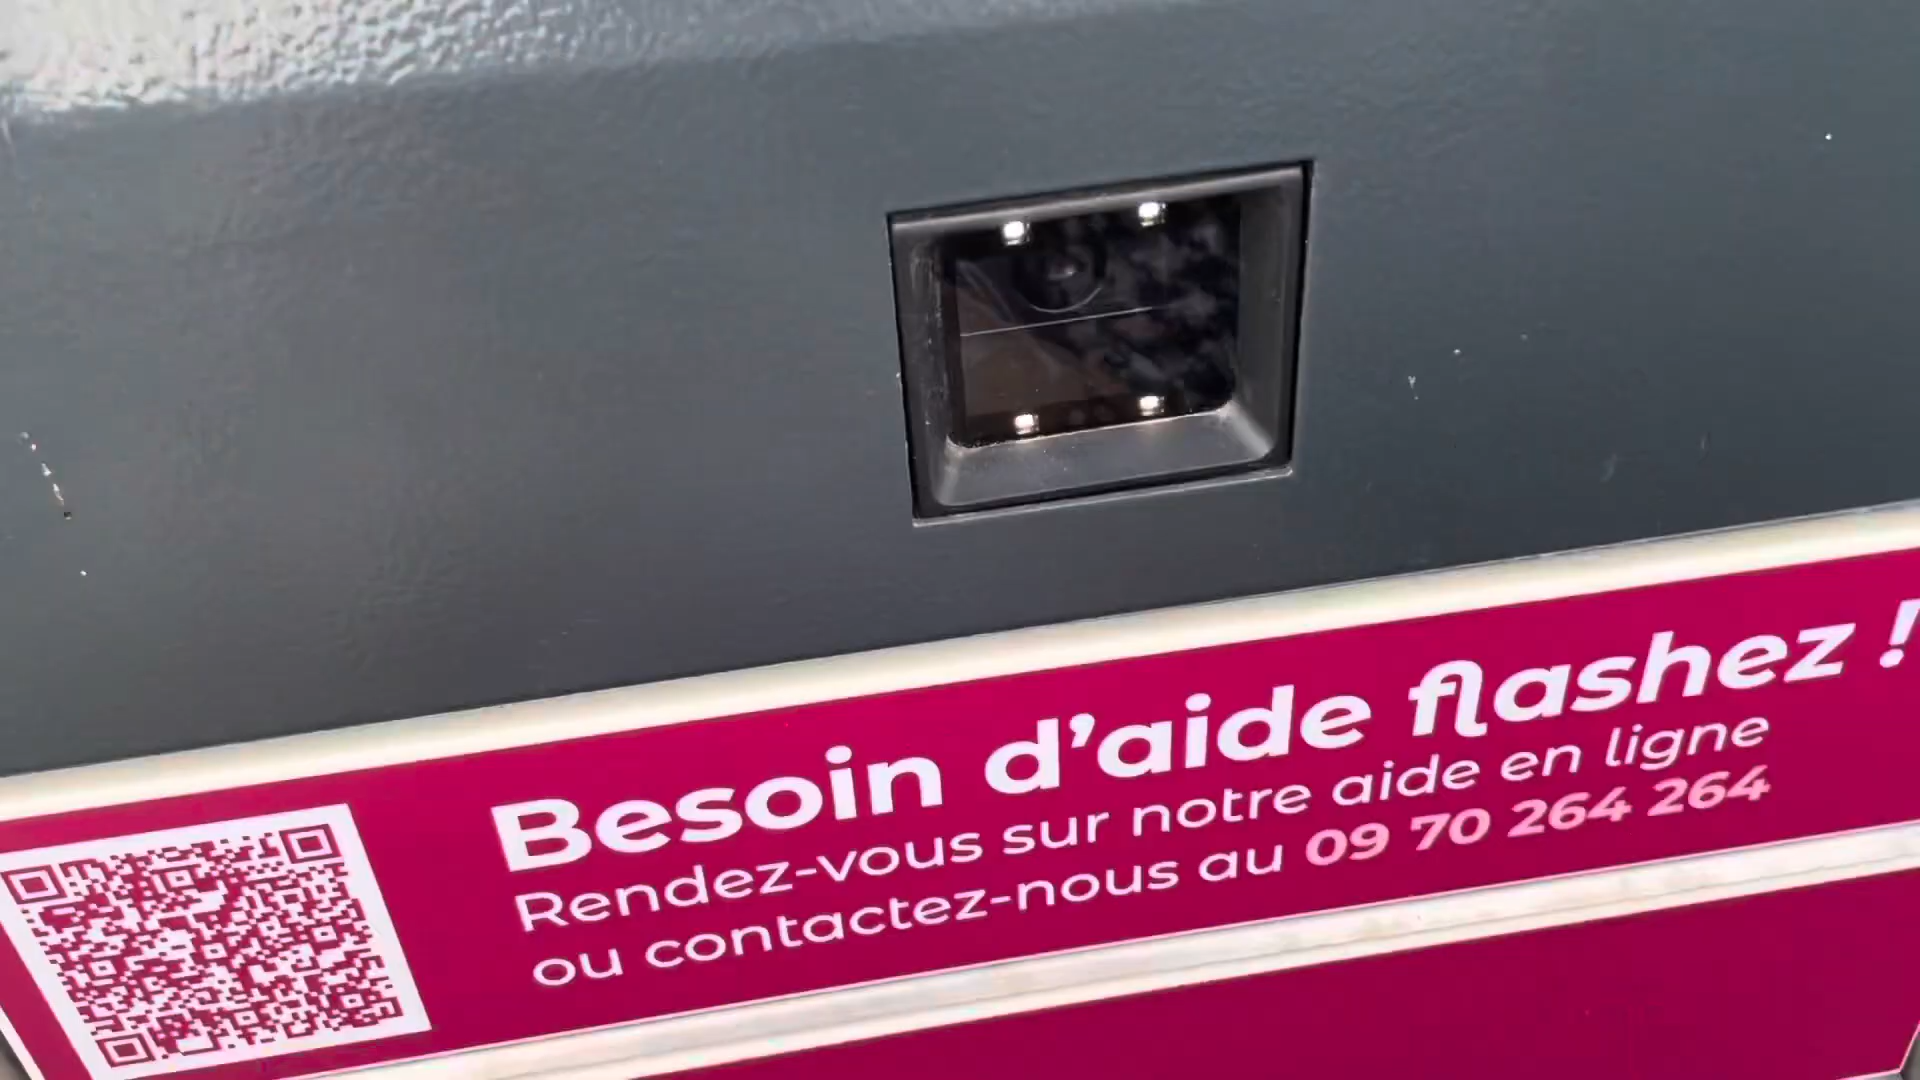 Besoin d'aide flashez !
Rendez-vous sur notre aide en ligne
ou contactez-nous au 09 70 264 264